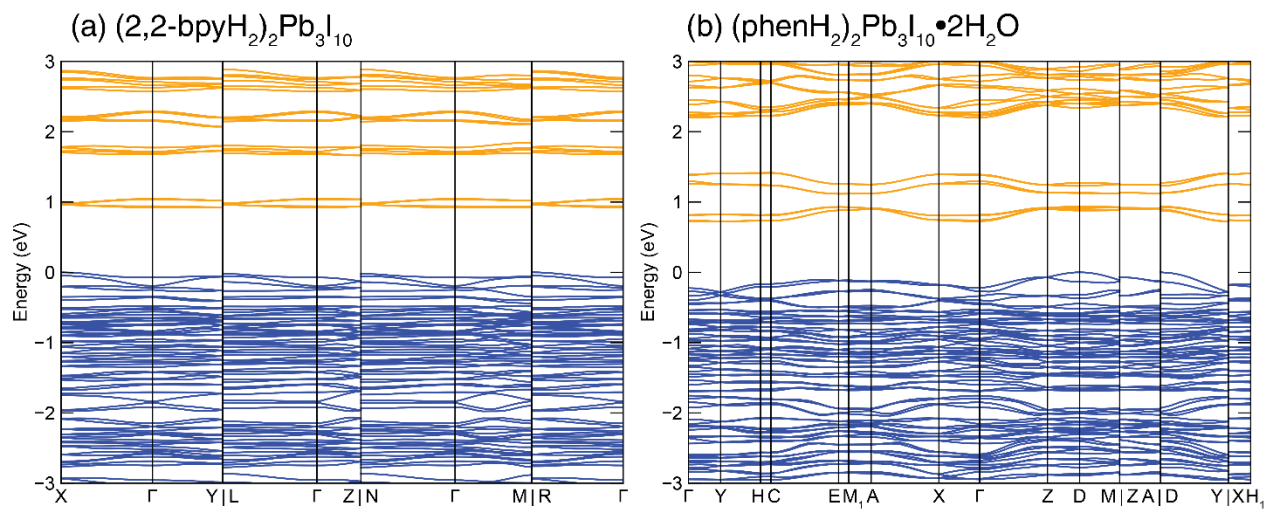 (a) (2,2-bpyH₂)₂Pb₃I₁₀
(b) (phenH₂)₂Pb₃I₁₀•2H₂O
Energy (eV)
3
2
1
0
−1
−2
−3
X Γ Y|L Γ Z|N Γ M|R Γ
Energy (eV)
3
2
1
0
−1
−2
−3
Γ Y H C E M₁ A X Γ Z D M|Z A|D Y|X H₁